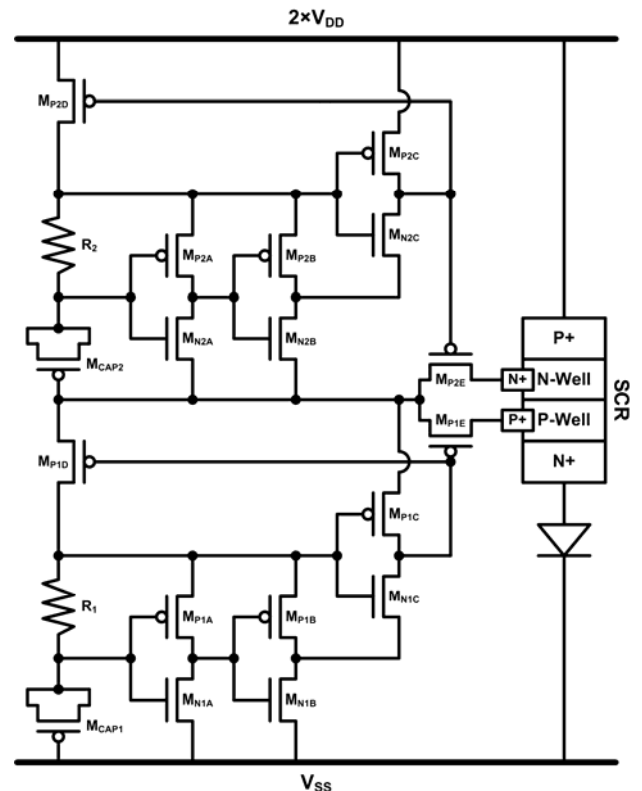 2×VDD
MP2D
MP2C
R2
MP2A
MP2B
MN2C
MN2A
MN2B
MCAP2
MP2E
P+
N+ N-Well
MP1E
P+ P-Well
N+
SCR
MP1D
MP1C
R1
MP1A
MP1B
MN1C
MN1A
MN1B
MCAP1
VSS